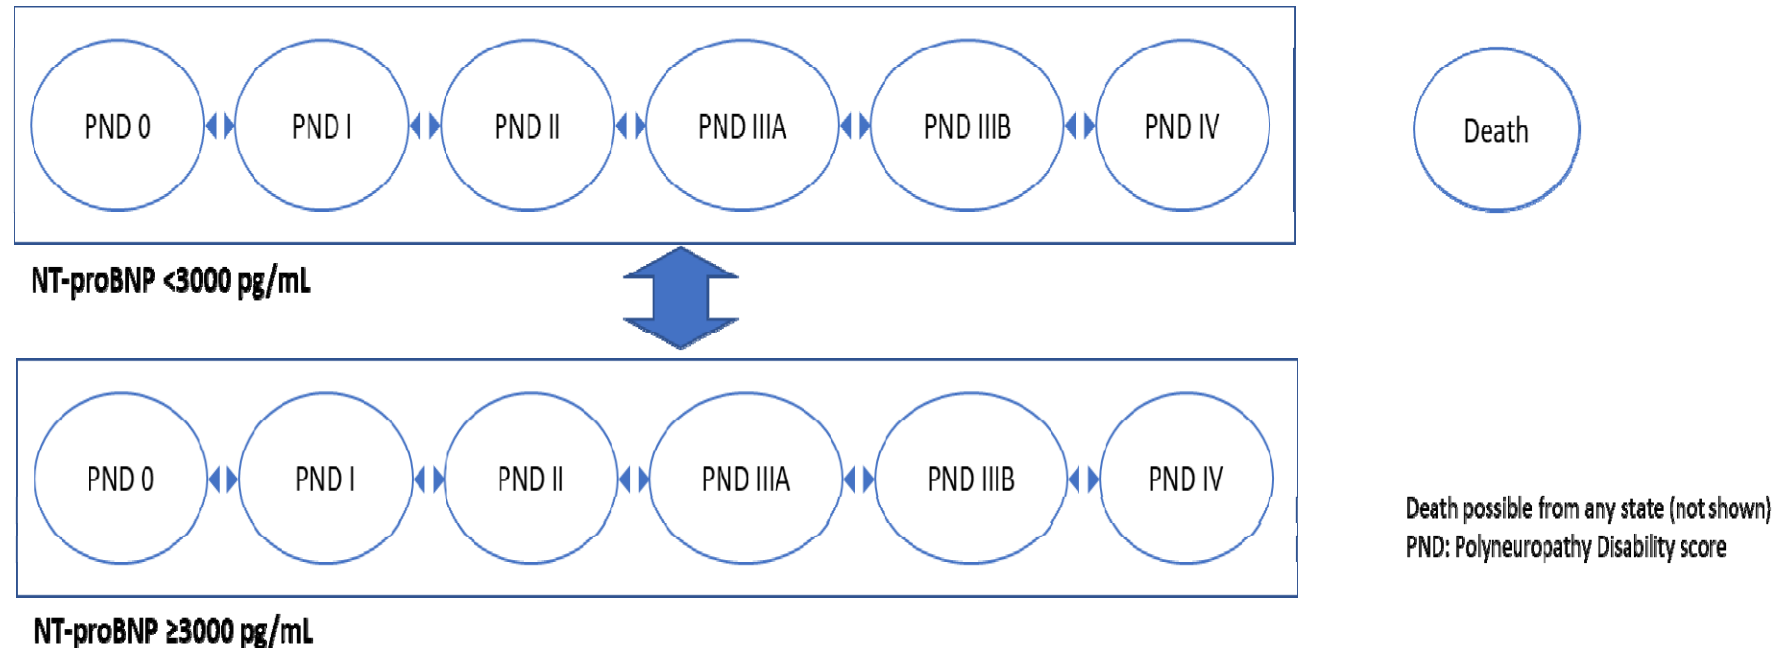 PND 0
PND I
PND II
PND IIIA
PND IIIB
PND IV
Death
NT-proBNP <3000 pg/mL
PND 0
PND I
PND II
PND IIIA
PND IIIB
PND IV
Death possible from any state (not shown)
PND: Polyneuropathy Disability score
NT-proBNP ≥3000 pg/mL